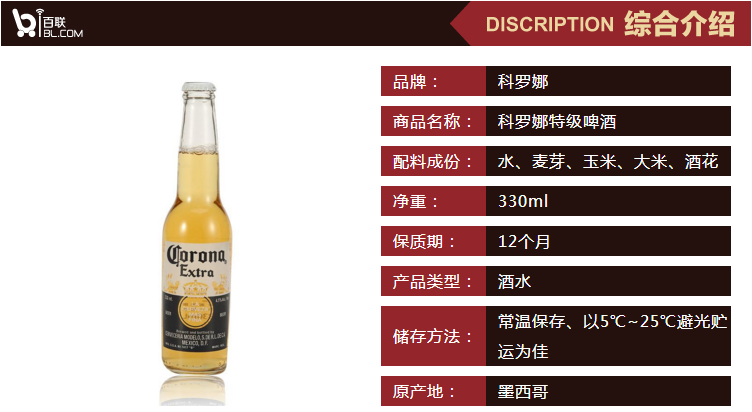 百联
BL.COM
DISCRIPTION 综合介绍
品牌： 科罗娜
商品名称： 科罗娜特级啤酒
配料成份： 水、麦芽、玉米、大米、酒花
净重： 330ml
保质期： 12个月
产品类型： 酒水
储存方法： 常温保存、以5℃~25℃避光贮
运为佳
原产地： 墨西哥
Corona
Extra
MEXICO, D.F.